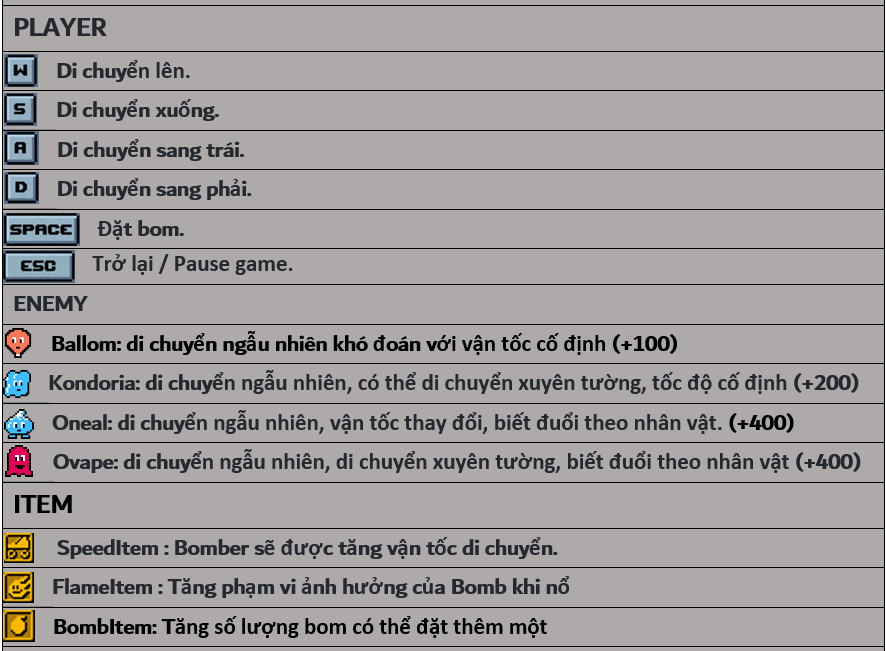 PLAYER
W Di chuyển lên.
S Di chuyển xuống.
A Di chuyển sang trái.
D Di chuyển sang phải.
SPACE Đặt bom.
ESC Trở lại / Pause game.
ENEMY
Ballom: di chuyển ngẫu nhiên khó đoán với vận tốc cố định (+100)
Kondoria: di chuyển ngẫu nhiên, có thể di chuyển xuyên tường, tốc độ cố định (+200)
Oneal: di chuyển ngẫu nhiên, vận tốc thay đổi, biết đuổi theo nhân vật. (+400)
Ovape: di chuyển ngẫu nhiên, di chuyển xuyên tường, biết đuổi theo nhân vật (+400)
ITEM
SpeedItem : Bomber sẽ được tăng vận tốc di chuyển.
FlameItem : Tăng phạm vi ảnh hưởng của Bomb khi nổ
BombItem: Tăng số lượng bom có thể đặt thêm một